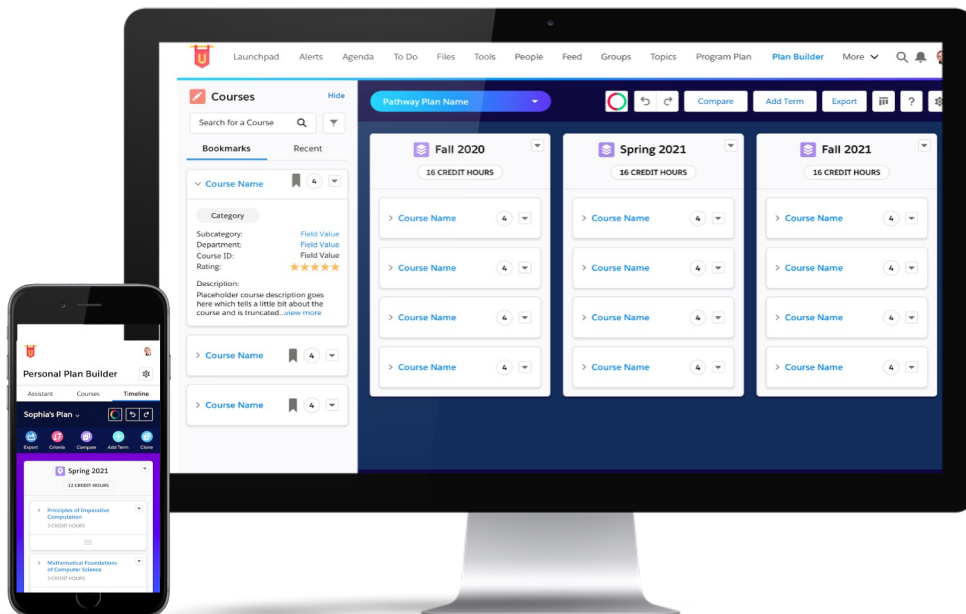 U
Launchpad Alerts Agenda To Do Files Tools People Feed Groups Topics Program Plan Plan Builder More
Courses Hide
Search for a Course
Bookmarks Recent
Course Name 4
Category
Subcategory: Field Value
Department: Field Value
Course ID: Field Value
Rating:
Description:
Placeholder course description goes
here which tells a little bit about the
course and is truncated...view more
Course Name 4
Course Name 4
Pathway Plan Name Compare Add Term Export ?
Fall 2020
16 CREDIT HOURS
Course Name 4
Course Name 4
Course Name 4
Course Name 4
Spring 2021
16 CREDIT HOURS
Course Name 4
Course Name 4
Course Name 4
Course Name 4
Fall 2021
16 CREDIT HOURS
Course Name 4
Course Name 4
Course Name 4
Course Name 4
U
Personal Plan Builder
Assistant Courses Timeline
Sophia's Plan
Export Criteria Compare Add Term Clone
Spring 2021
12 CREDIT HOURS
Principles of Imperative
Computation
3 CREDIT HOURS
Mathematical Foundations
of Computer Science
3 CREDIT HOURS